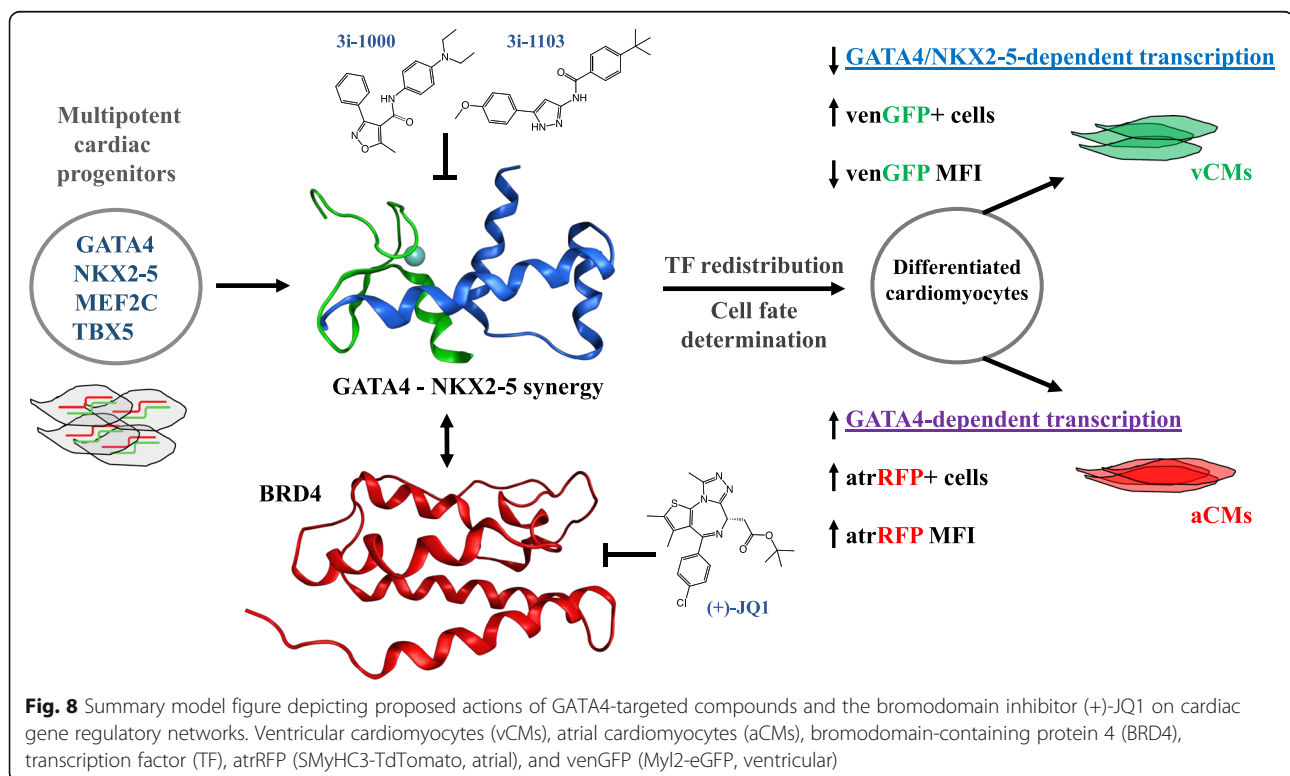 3i-1000
3i-1103
Multipotent
cardiac
progenitors
GATA4
NKX2-5
MEF2C
TBX5
GATA4 - NKX2-5 synergy
BRD4
(+)-JQ1
TF redistribution
Cell fate
determination
Differentiated
cardiomyocytes
GATA4/NKX2-5-dependent transcription
venGFP+ cells
venGFP MFI
vCMs
GATA4-dependent transcription
atrRFP+ cells
atrRFP MFI
aCMs
N
NH
O
N
O
O
NH
O
N
NH
S
N
N
N
N
O
O
Cl
Fig. 8 Summary model figure depicting proposed actions of GATA4-targeted compounds and the bromodomain inhibitor (+)-JQ1 on cardiac
gene regulatory networks. Ventricular cardiomyocytes (vCMs), atrial cardiomyocytes (aCMs), bromodomain-containing protein 4 (BRD4),
transcription factor (TF), atrRFP (SMyHC3-TdTomato, atrial), and venGFP (Myl2-eGFP, ventricular)